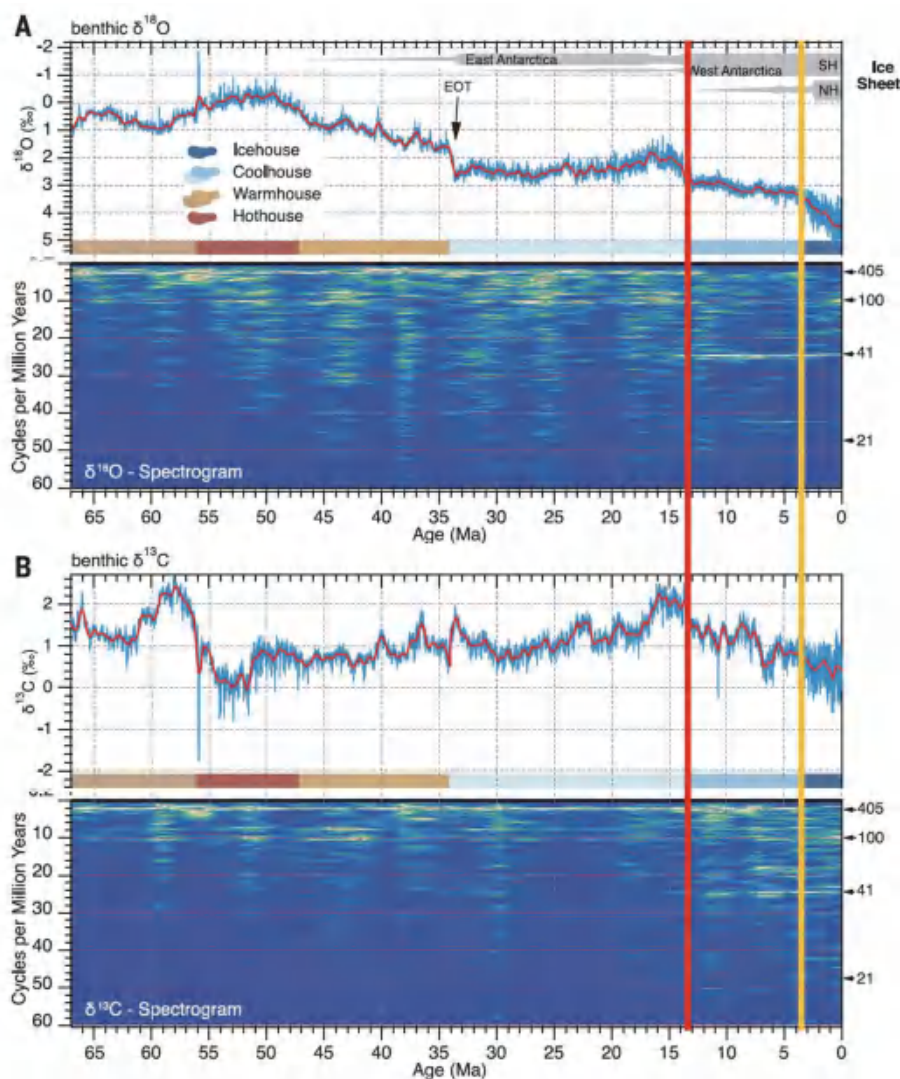 A benthic δ¹⁸O
-2
-1
0
1
2
3
4
5
δ¹⁸O (‰)
East Antarctica
West Antarctica
SH
NH
Ice
Sheet
EOT
Icehouse
Coolhouse
Warmhouse
Hothouse
10
20
30
40
50
60
Cycles per Million Years
405
100
41
21
δ¹⁸O - Spectrogram
65 60 55 50 45 40 35 30 25 20 15 10 5 0
Age (Ma)
B benthic δ¹³C
2
1
0
-1
-2
δ¹³C (‰)
10
20
30
40
50
60
Cycles per Million Years
405
100
41
21
δ¹³C - Spectrogram
65 60 55 50 45 40 35 30 25 20 15 10 5 0
Age (Ma)